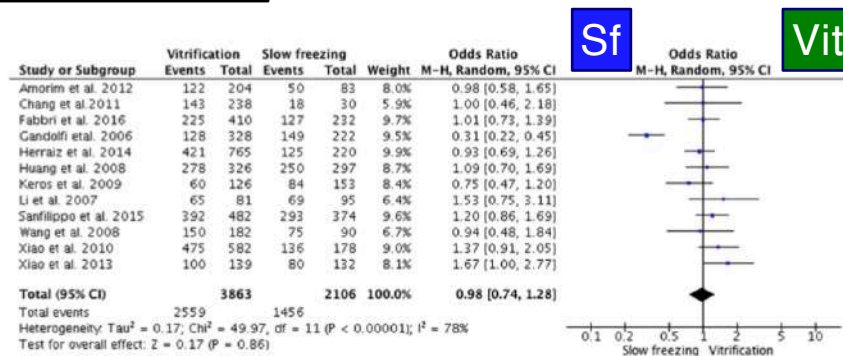 Sf
Vit
Vitrification Slow freezing Odds Ratio Odds Ratio
Study or Subgroup Events Total Events Total Weight M-H, Random, 95% CI M-H, Random, 95% CI
Amorim et al. 2012 122 204 50 83 8.0% 0.98 [0.58, 1.65]
Chang et al.2011 143 238 18 30 5.9% 1.00 [0.46, 2.18]
Fabbri et al. 2016 225 410 127 232 9.6% 1.01 [0.73, 1.39]
Gandolfi etal. 2006 128 328 149 222 9.4% 0.31 [0.22, 0.45]
Herraiz et al. 2014 421 765 125 220 9.9% 0.93 [0.69, 1.26]
Huang et al. 2008 278 326 250 297 8.8% 1.09 [0.70, 1.69]
Keros et al. 2009 60 126 84 153 8.4% 0.75 [0.47, 1.20]
Li et al. 2007 65 81 69 95 6.4% 1.53 [0.75, 3.11]
Sanfilippo et al. 2015 392 482 293 374 9.6% 1.20 [0.86, 1.69]
Wang et al. 2008 150 182 75 90 6.8% 0.94 [0.48, 1.84]
Xiao et al. 2010 475 582 136 178 9.0% 1.37 [0.91, 2.05]
Xiao et al. 2013 100 139 80 132 8.1% 1.67 [1.00, 2.77]
Total (95% CI) 3863 2106 100.0% 0.98 [0.74, 1.28]
Total events 2559 1456
Heterogeneity: Tau² = 0.17; Chi² = 49.97, df = 11 (P < 0.00001); I² = 78%
Test for overall effect: Z = 0.17 (P = 0.86)
0.1 0.2 0.5 1 2 5 10
Slow freezing Vitrification